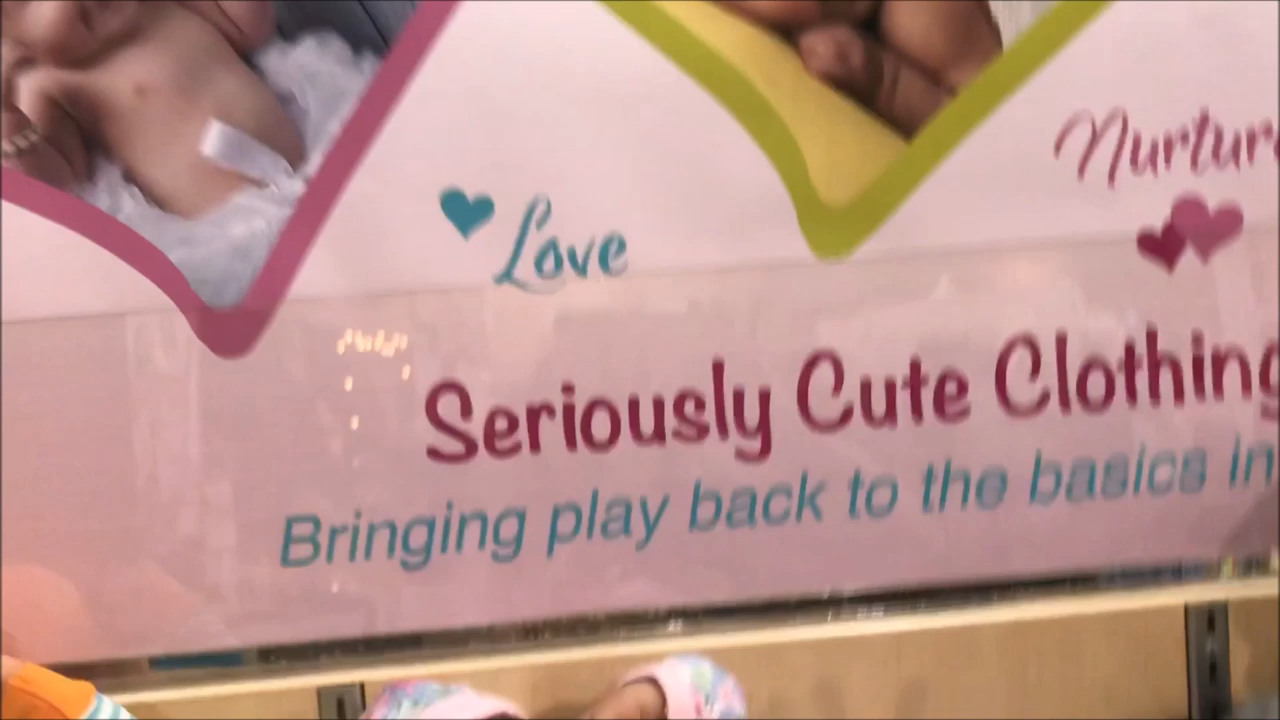 Love
Nurtur
Seriously Cute Clothing
Bringing play back to the basics In